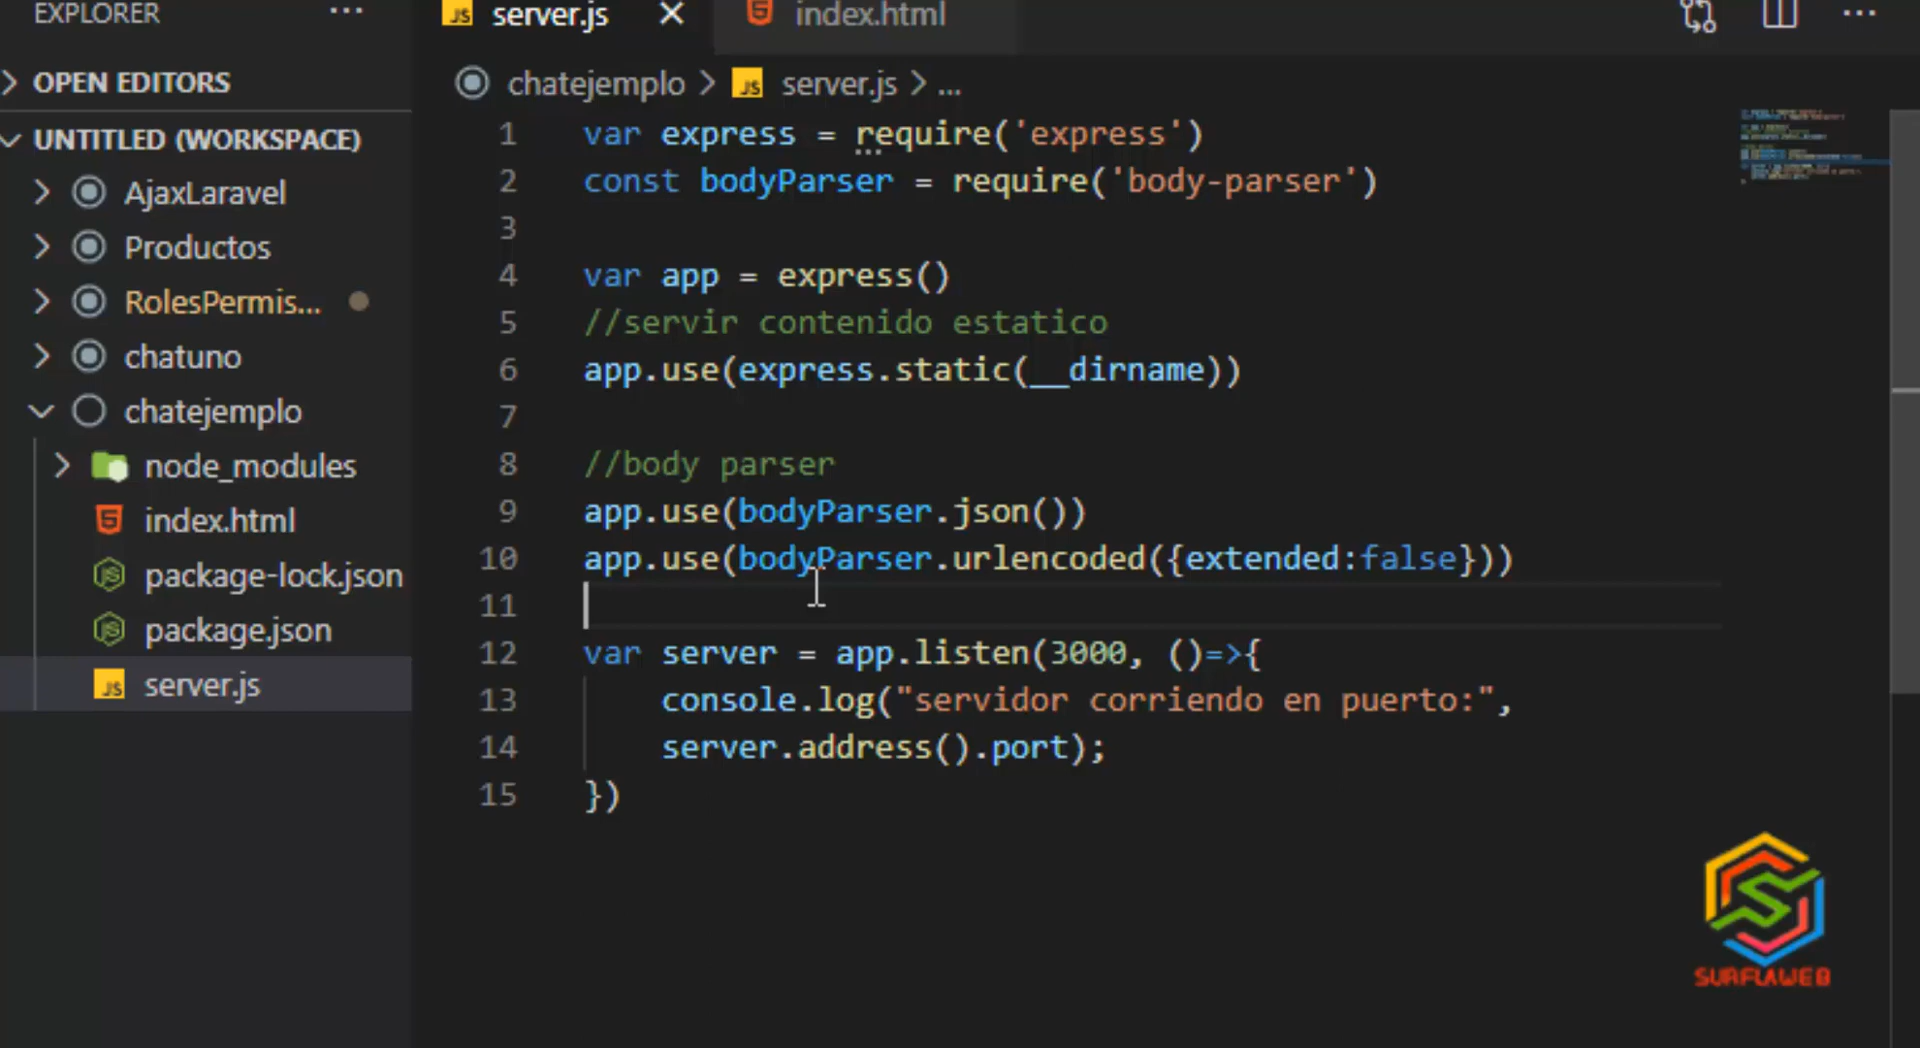 EXPLORER ...
OPEN EDITORS
UNTITLED (WORKSPACE)
AjaxLaravel
Productos
RolesPermis...
chatuno
chatejemplo
node_modules
index.html
package-lock.json
package.json
server.js
server.js index.html ...
chatejemplo > server.js > ...
1 var express = require('express')
2 const bodyParser = require('body-parser')
3
4 var app = express()
5 //servir contenido estatico
6 app.use(express.static(__dirname))
7
8 //body parser
9 app.use(bodyParser.json())
10 app.use(bodyParser.urlencoded({extended:false}))
11
12 var server = app.listen(3000, ()=>{
13 console.log("servidor corriendo en puerto:",
14 server.address().port);
15 })
SURFLAWEB